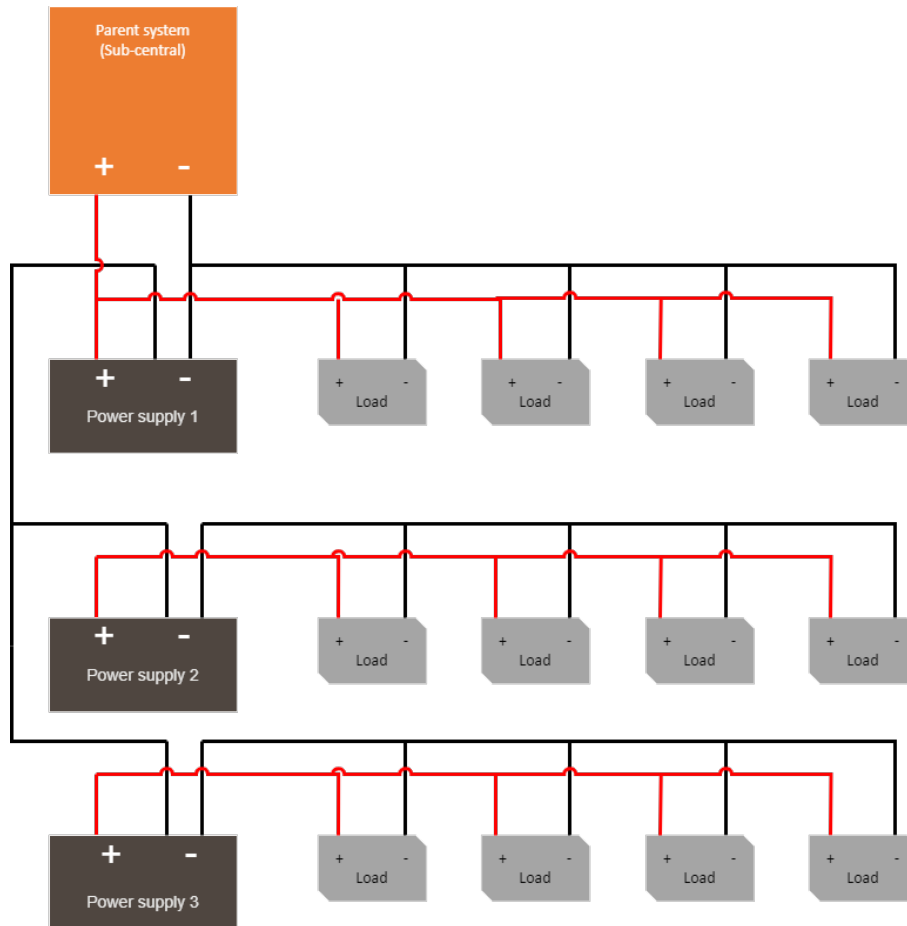 Parent system
(Sub-central)
+ -
+ -
Power supply 1
+ -
Load
+ -
Load
+ -
Load
+ -
Load
+ -
Power supply 2
+ -
Load
+ -
Load
+ -
Load
+ -
Load
+ -
Power supply 3
+ -
Load
+ -
Load
+ -
Load
+ -
Load